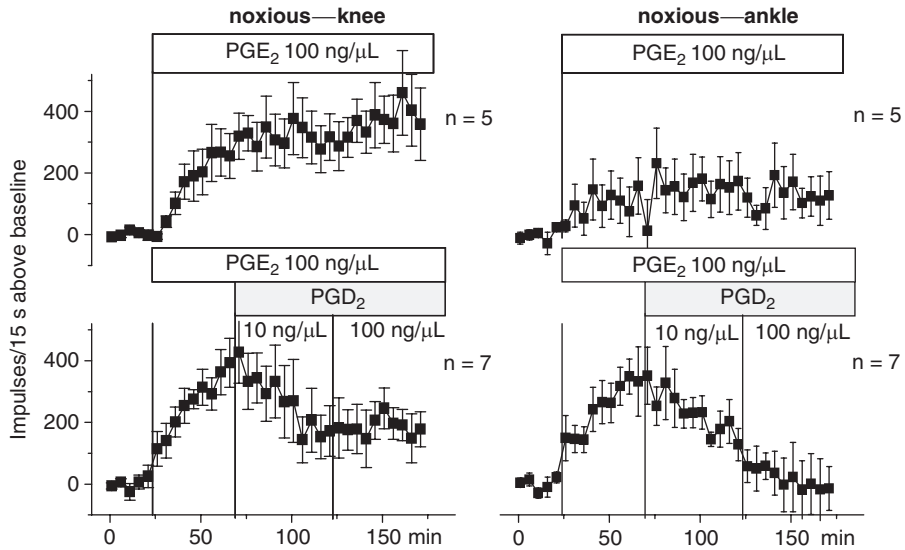 noxious—knee
noxious—ankle
PGE₂ 100 ng/μL
PGE₂ 100 ng/μL
400
n = 5
n = 5
200
0
Impulses/15 s above baseline
PGE₂ 100 ng/μL
PGE₂ 100 ng/μL
PGD₂
PGD₂
10 ng/μL
100 ng/μL
10 ng/μL
100 ng/μL
400
n = 7
n = 7
200
0
0 50 100 150 min
0 50 100 150 min